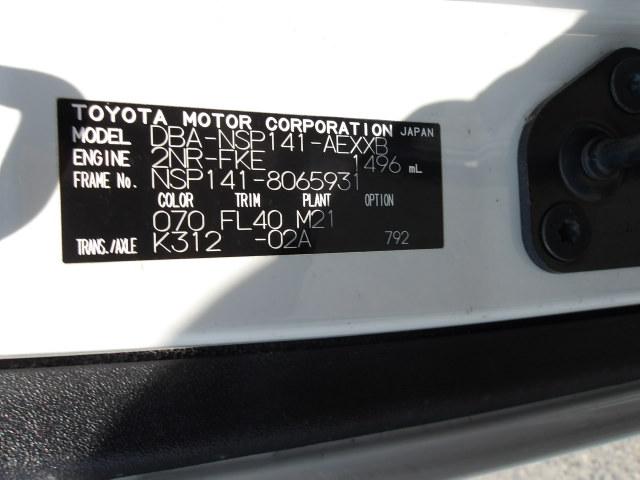 TOYOTA MOTOR CORPORATION JAPAN
MODEL DBA-NSP141-AEXXB
ENGINE 2NR-FKE 1496 mL
FRAME No. NSP141-8065931
COLOR TRIM PLANT OPTION
070 FL40 M21
TRANS./AXLE K312 -02A 792